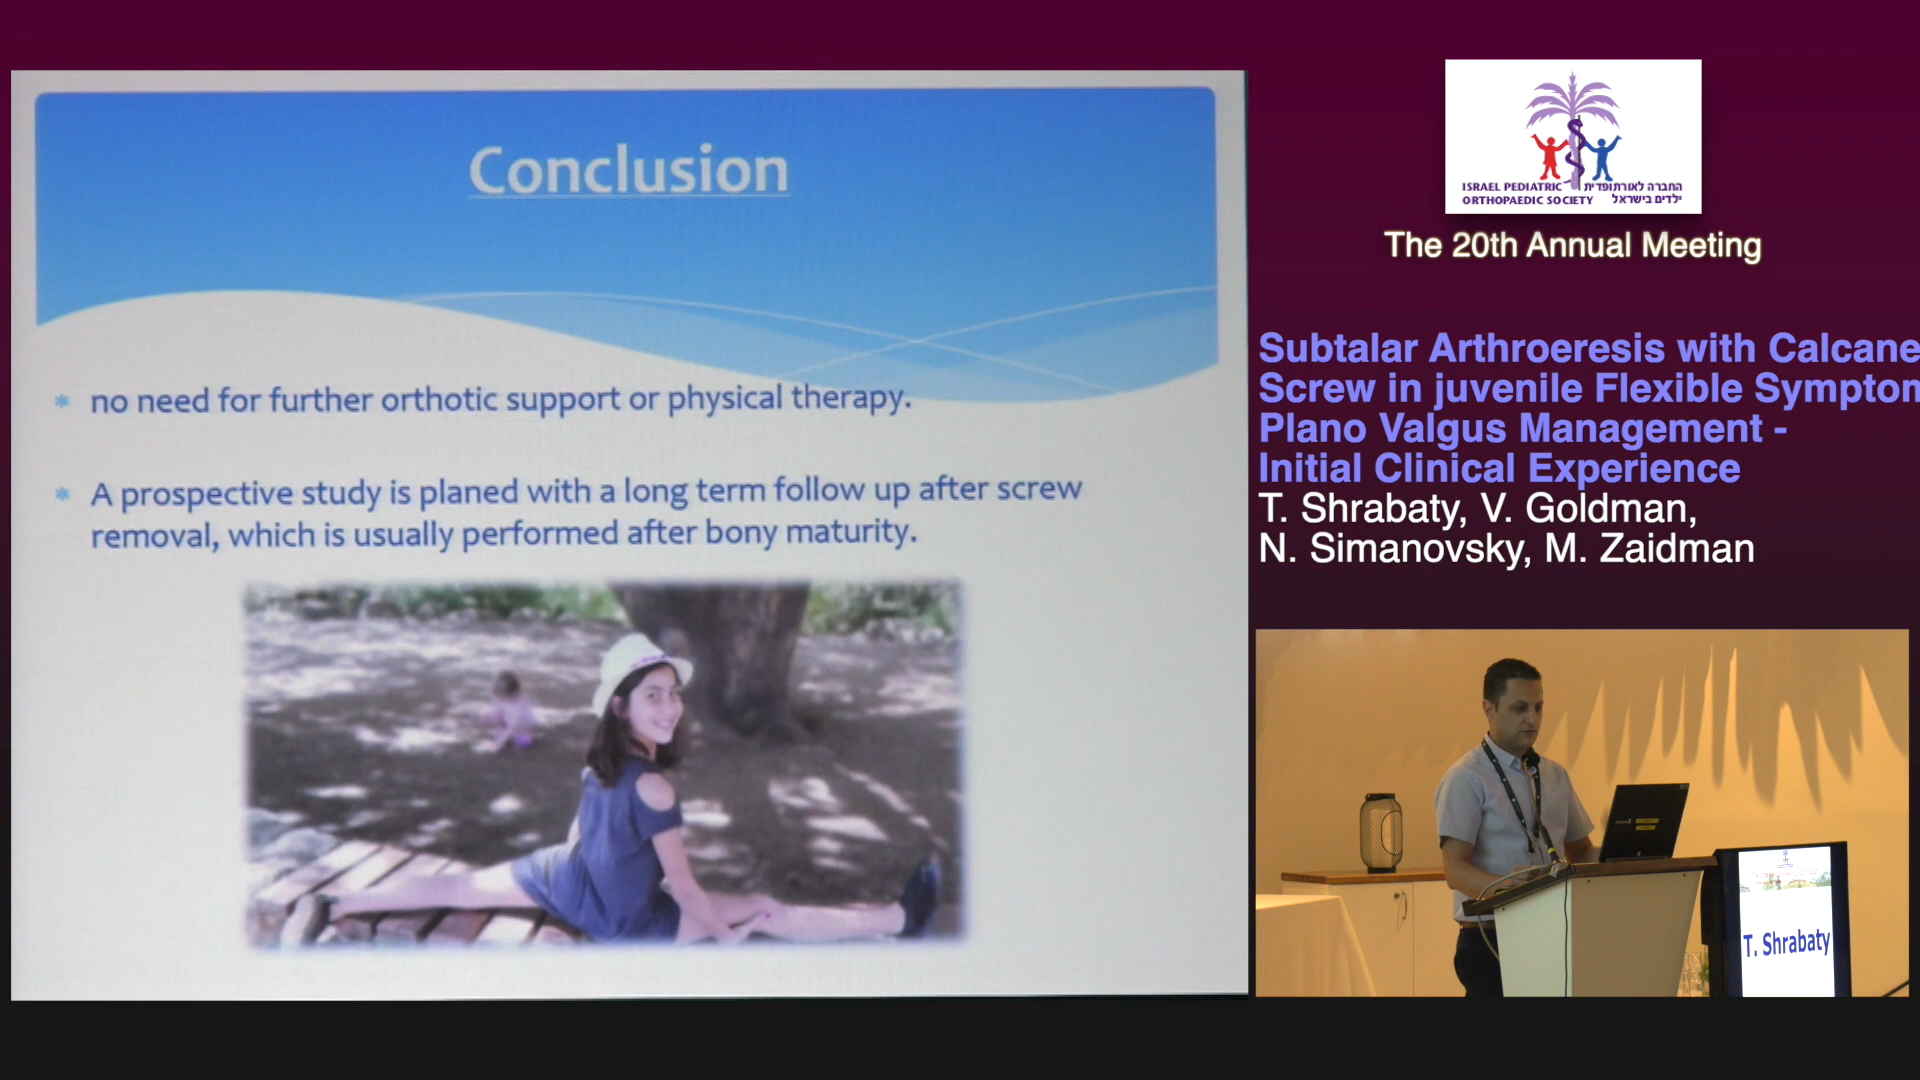 Conclusion
no need for further orthotic support or physical therapy.
A prospective study is planed with a long term follow up after screw
removal, which is usually performed after bony maturity.
ISRAEL PEDIATRIC החברה לאורתופדית
ORTHOPAEDIC SOCIETY ילדים בישראל
The 20th Annual Meeting
Subtalar Arthroeresis with Calcane
Screw in juvenile Flexible Symptom
Plano Valgus Management -
Initial Clinical Experience
T. Shrabaty, V. Goldman,
N. Simanovsky, M. Zaidman
T. Shrabaty